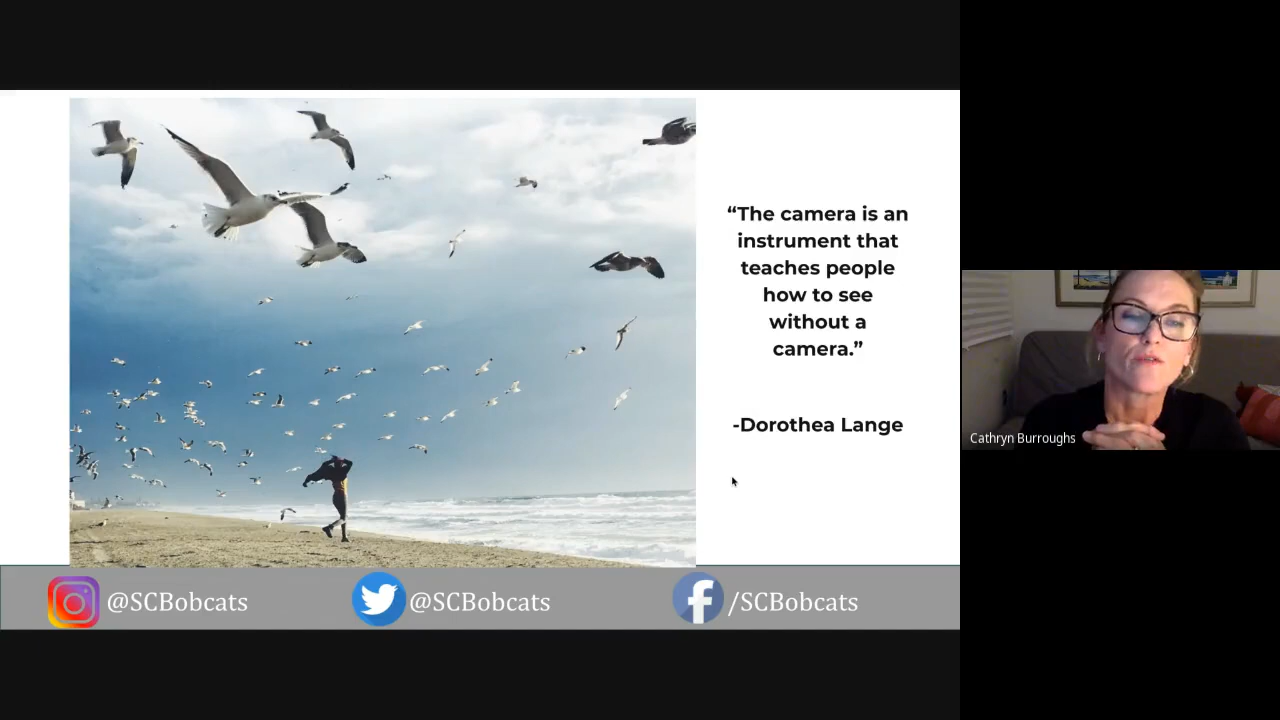 “The camera is an
instrument that
teaches people
how to see
without a
camera.”
-Dorothea Lange
Cathryn Burroughs
@SCBobcats
@SCBobcats
/SCBobcats